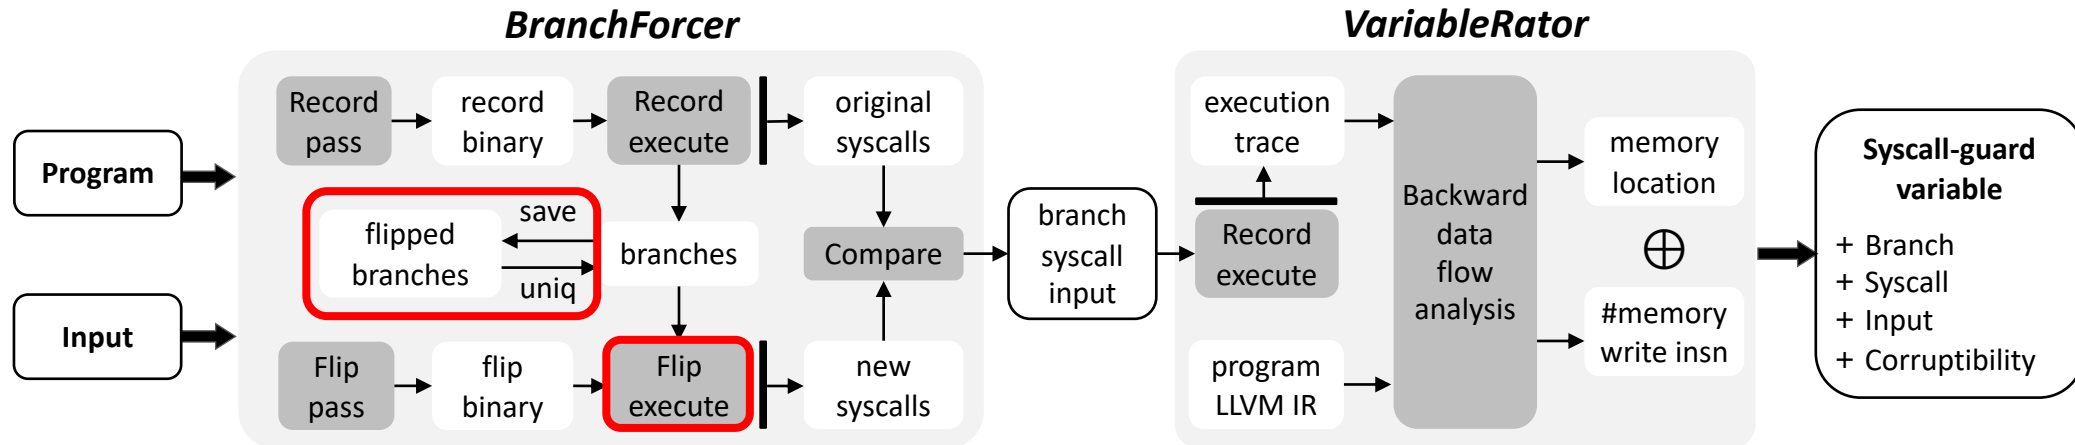 BranchForcer
VariableRator
Program
Input
Record
pass
record
binary
Record
execute
original
syscalls
flipped
branches
save
uniq
branches
Compare
Flip
pass
flip
binary
Flip
execute
new
syscalls
branch
syscall
input
execution
trace
Record
execute
program
LLVM IR
Backward
data
flow
analysis
memory
location
⊕
#memory
write insn
Syscall-guard
variable
+ Branch
+ Syscall
+ Input
+ Corruptibility